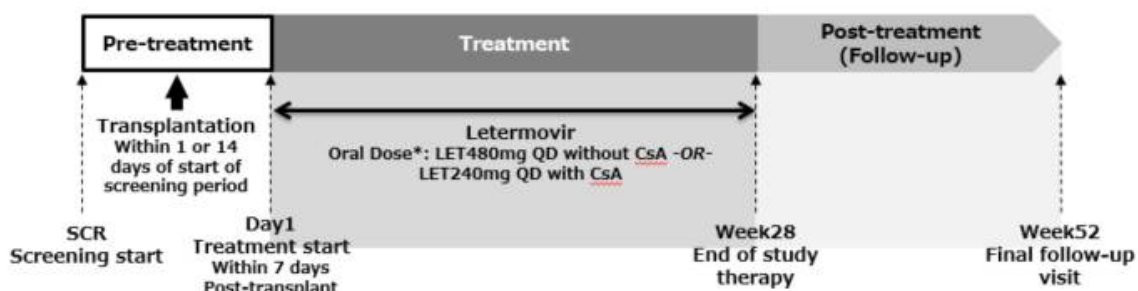 Pre-treatment
Treatment
Post-treatment
(Follow-up)
Transplantation
Within 1 or 14
days of start of
screening period
Letermovir
Oral Dose*: LET480mg QD without CsA -OR-
LET240mg QD with CsA
SCR
Screening start
Day1
Treatment start
Within 7 days
Post-transplant
Week28
End of study
therapy
Week52
Final follow-up
visit